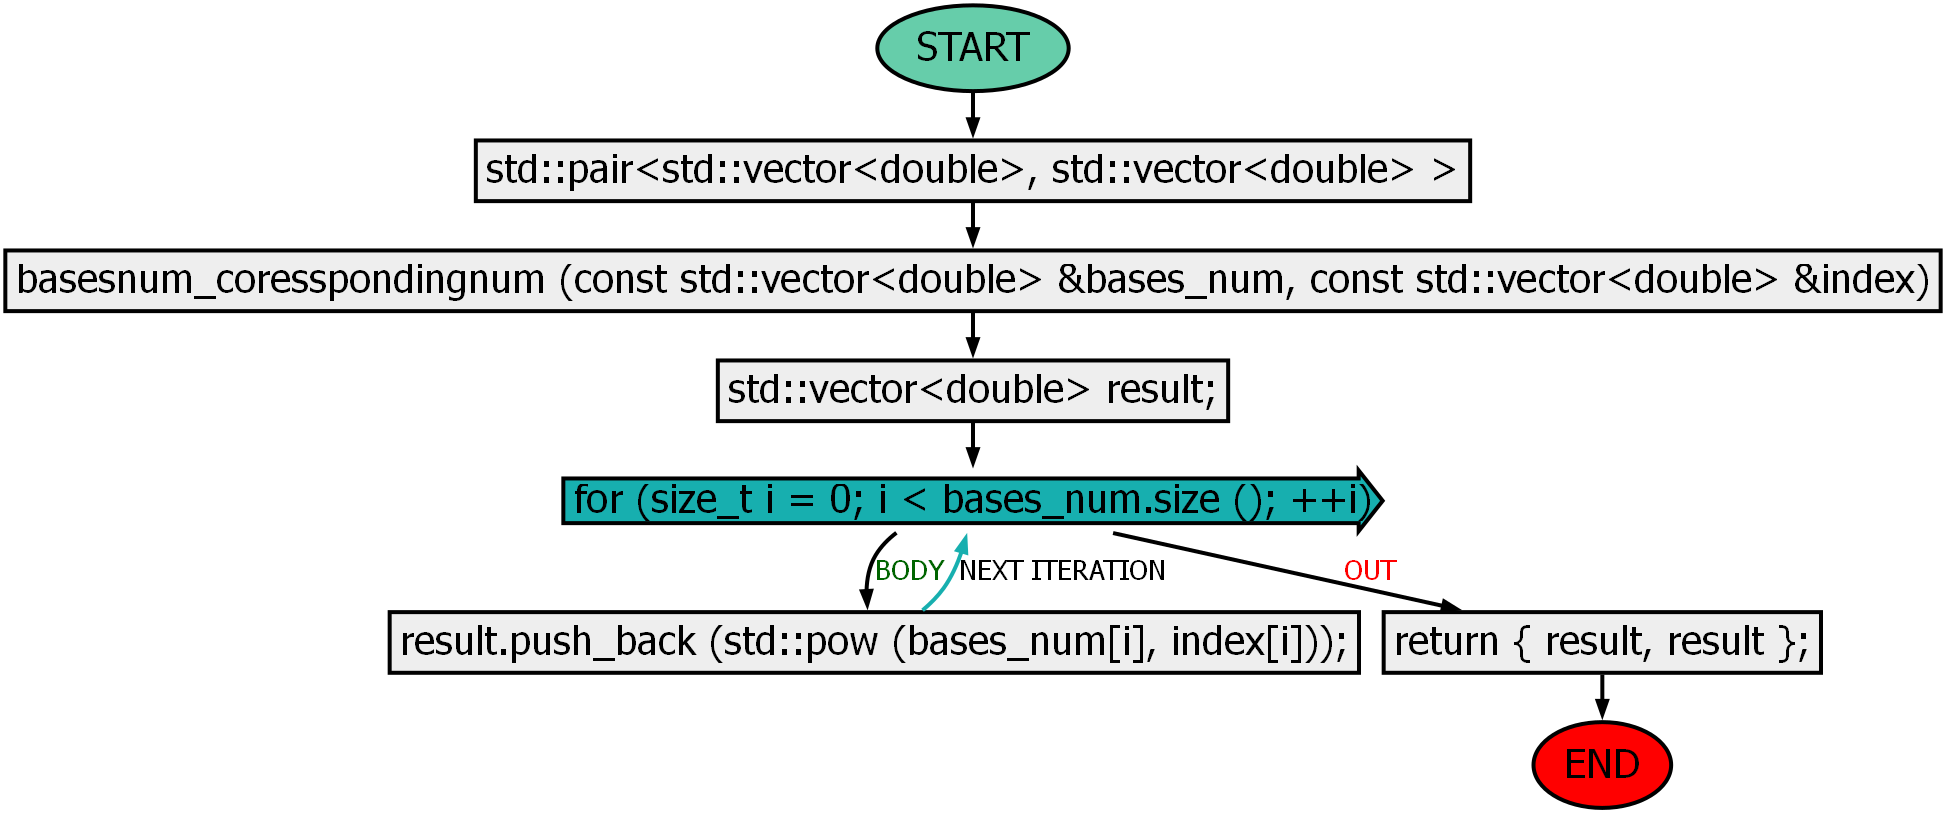 START
std::pair<std::vector<double>, std::vector<double> >
basesnum_coresspondingnum (const std::vector<double> &bases_num, const std::vector<double> &index)
std::vector<double> result;
for (size_t i = 0; i < bases_num.size (); ++i)
BODY
NEXT ITERATION
OUT
result.push_back (std::pow (bases_num[i], index[i]));
return { result, result };
END